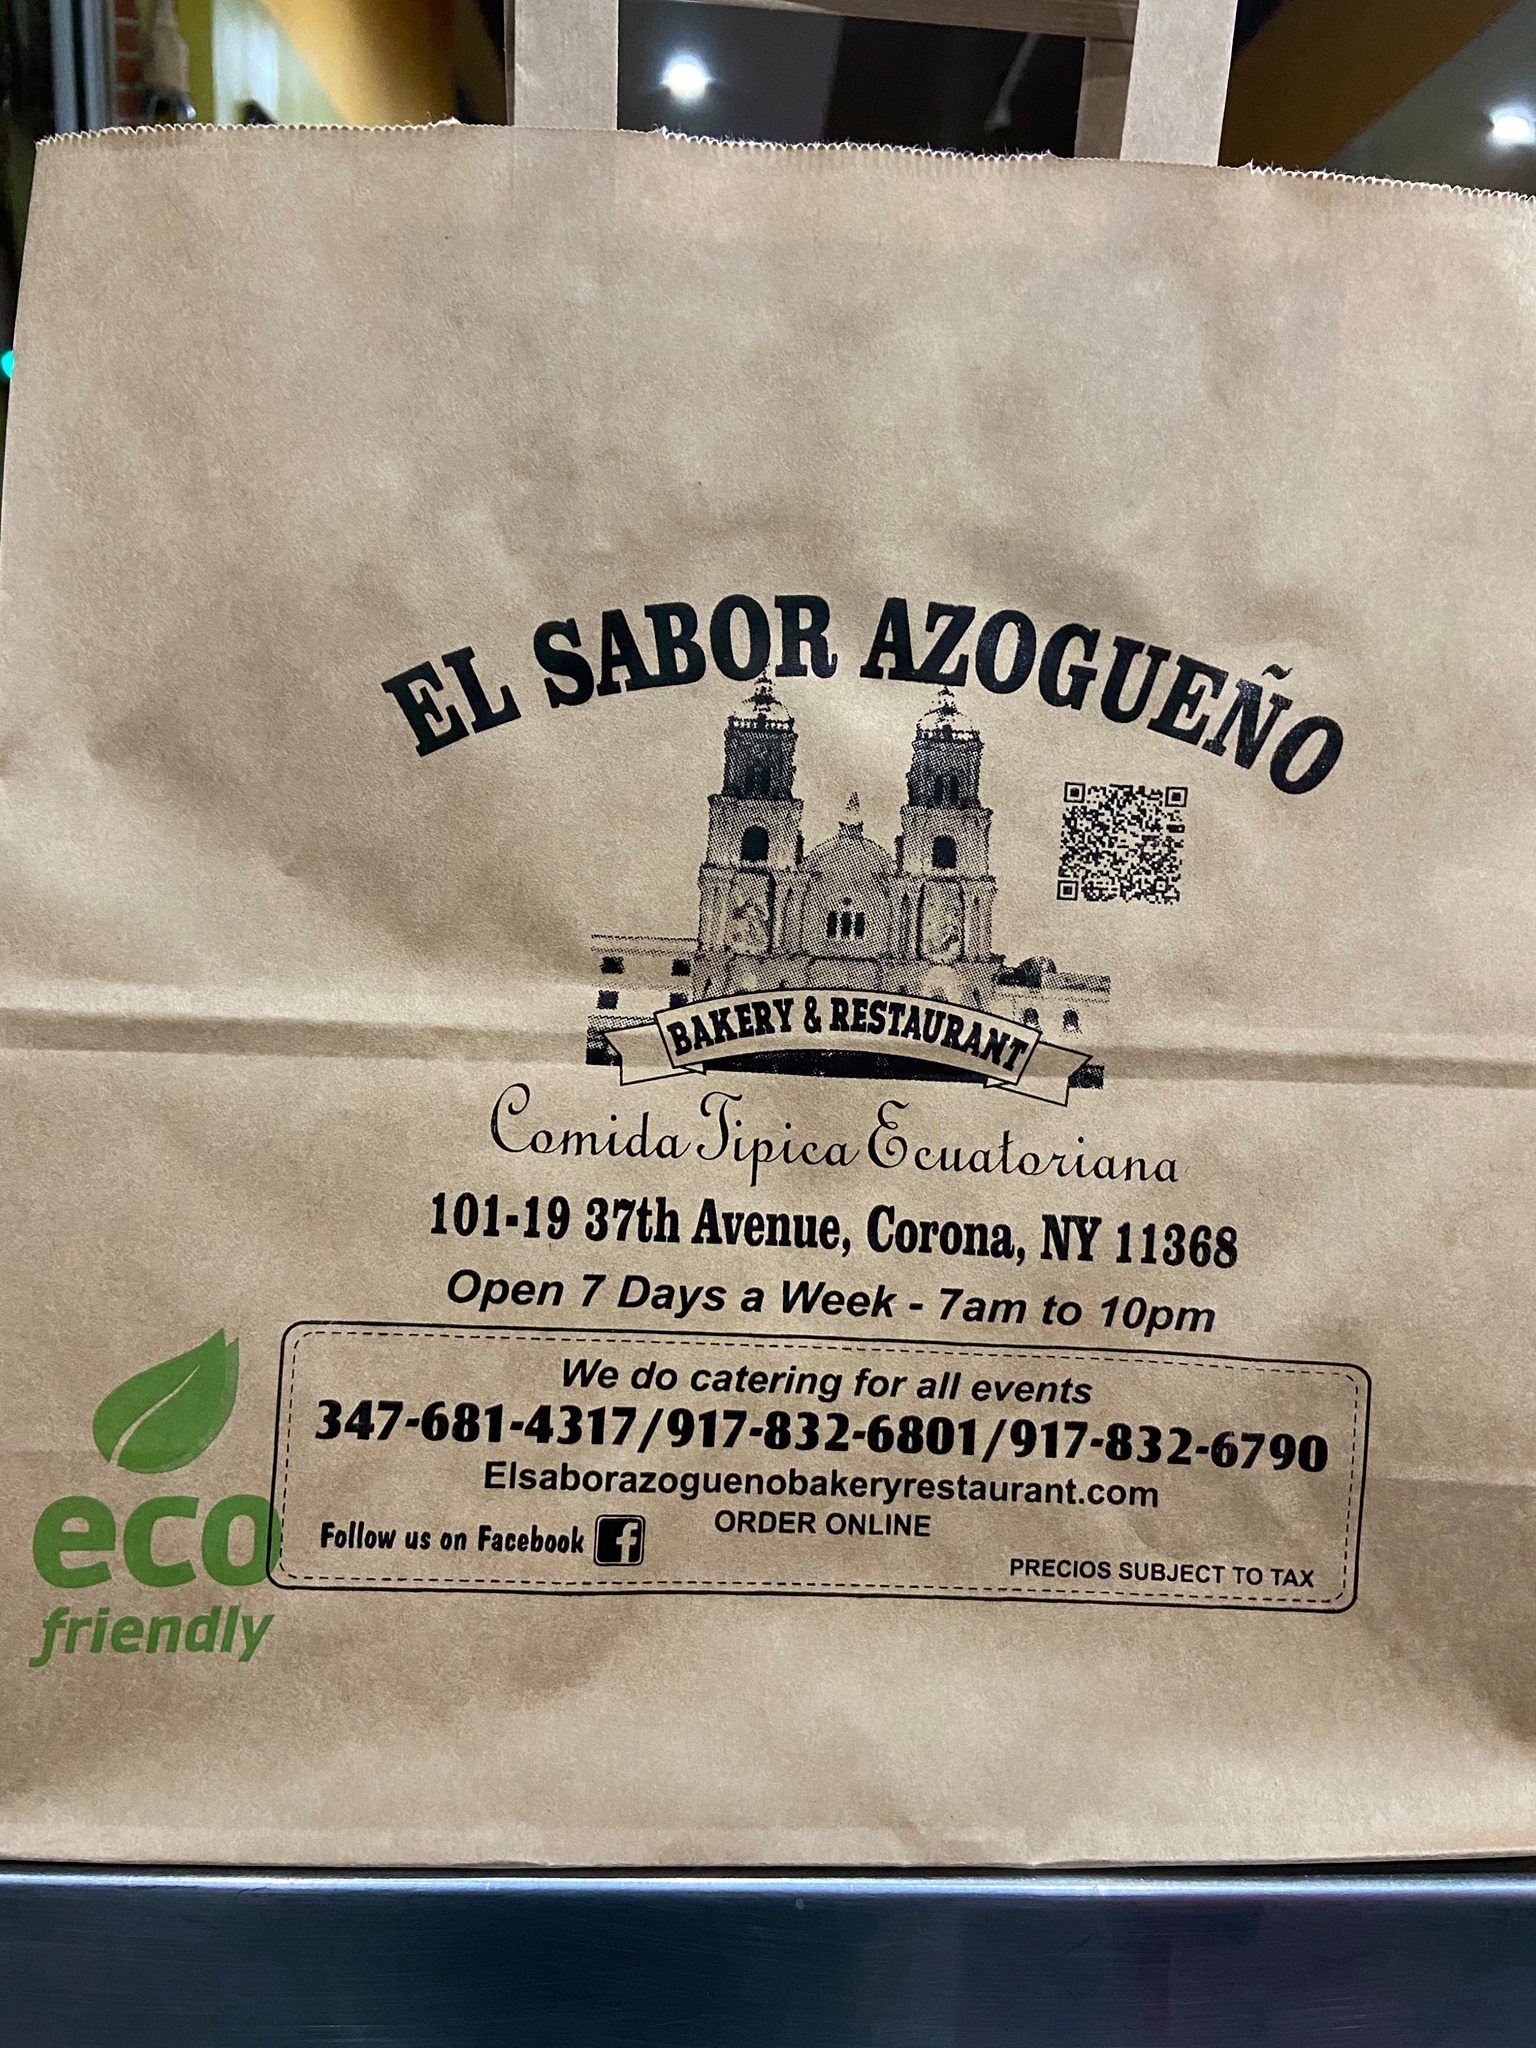 EL SABOR AZOGUEÑO
BAKERY & RESTAURANT
Comida Tipica Ecuatoriana
101-19 37th Avenue, Corona, NY 11368
Open 7 Days a Week - 7am to 10pm
We do catering for all events
347-681-4317/917-832-6801/917-832-6790
Elsaborazoguenobakeryrestaurant.com
ORDER ONLINE
Follow us on Facebook f
PRECIOS SUBJECT TO TAX
eco
friendly